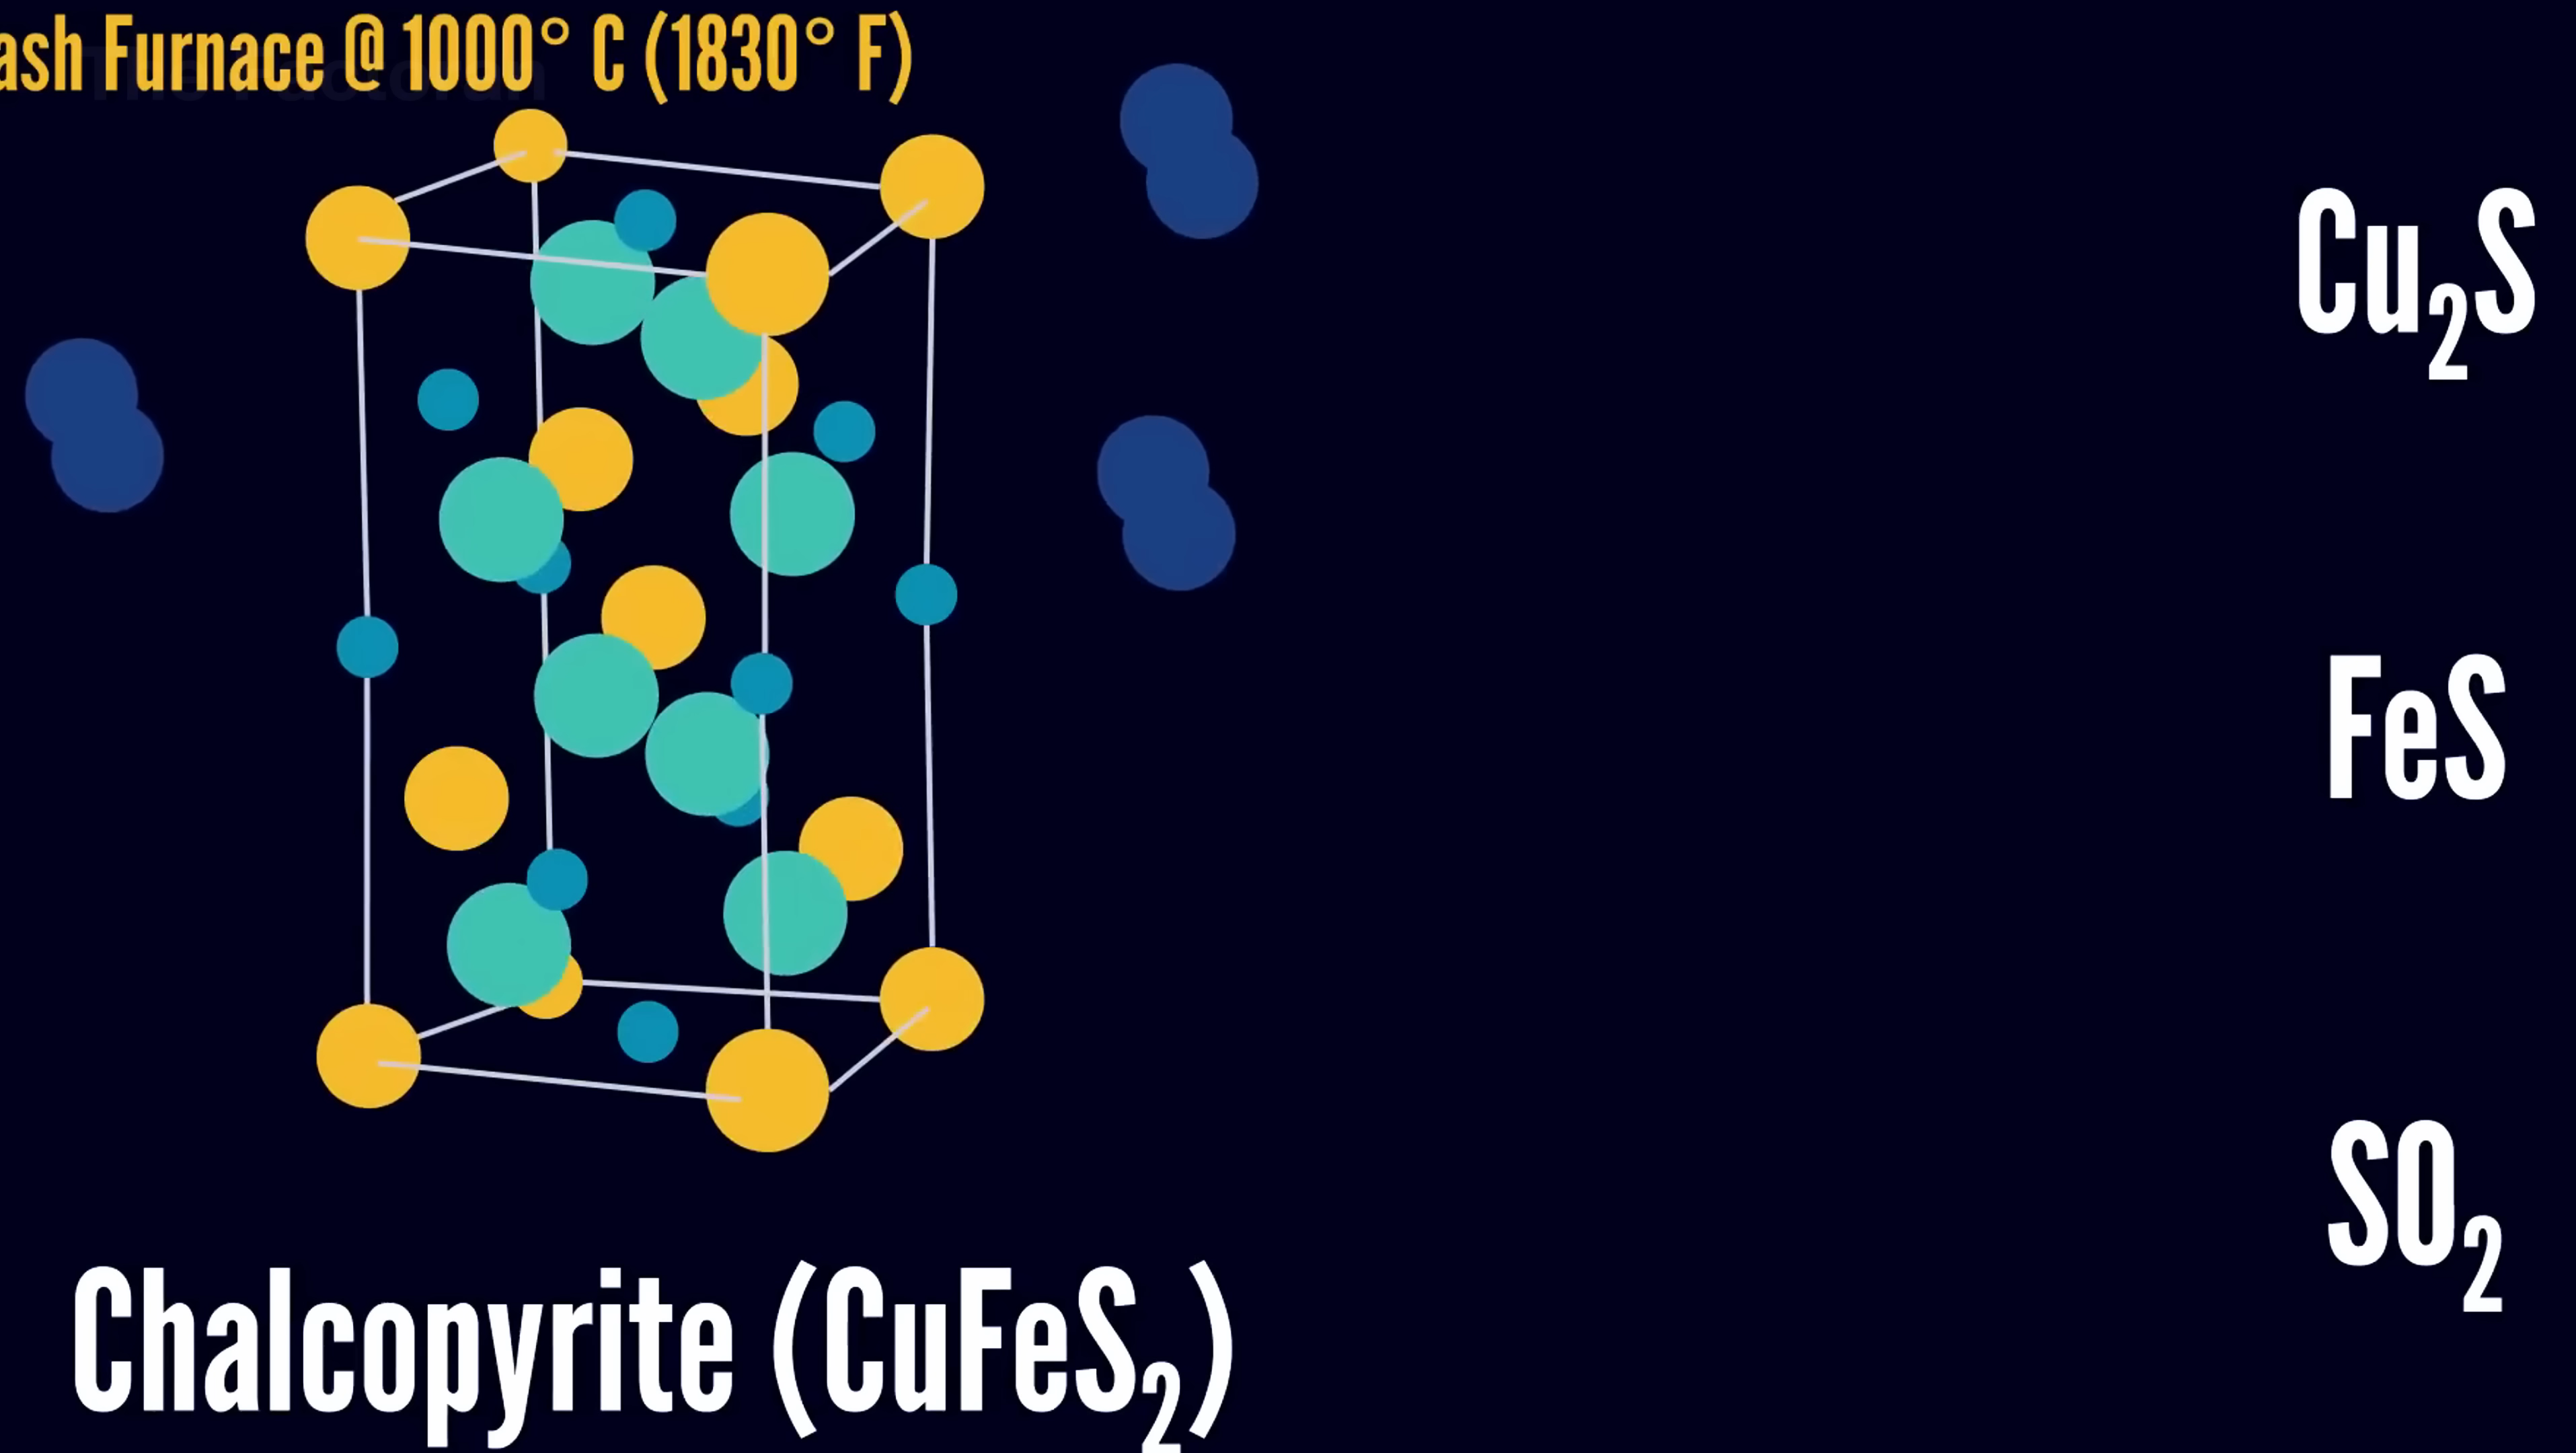 ash Furnace @ 1000° C (1830° F)
Cu₂S
FeS
SO₂
Chalcopyrite (CuFeS₂)